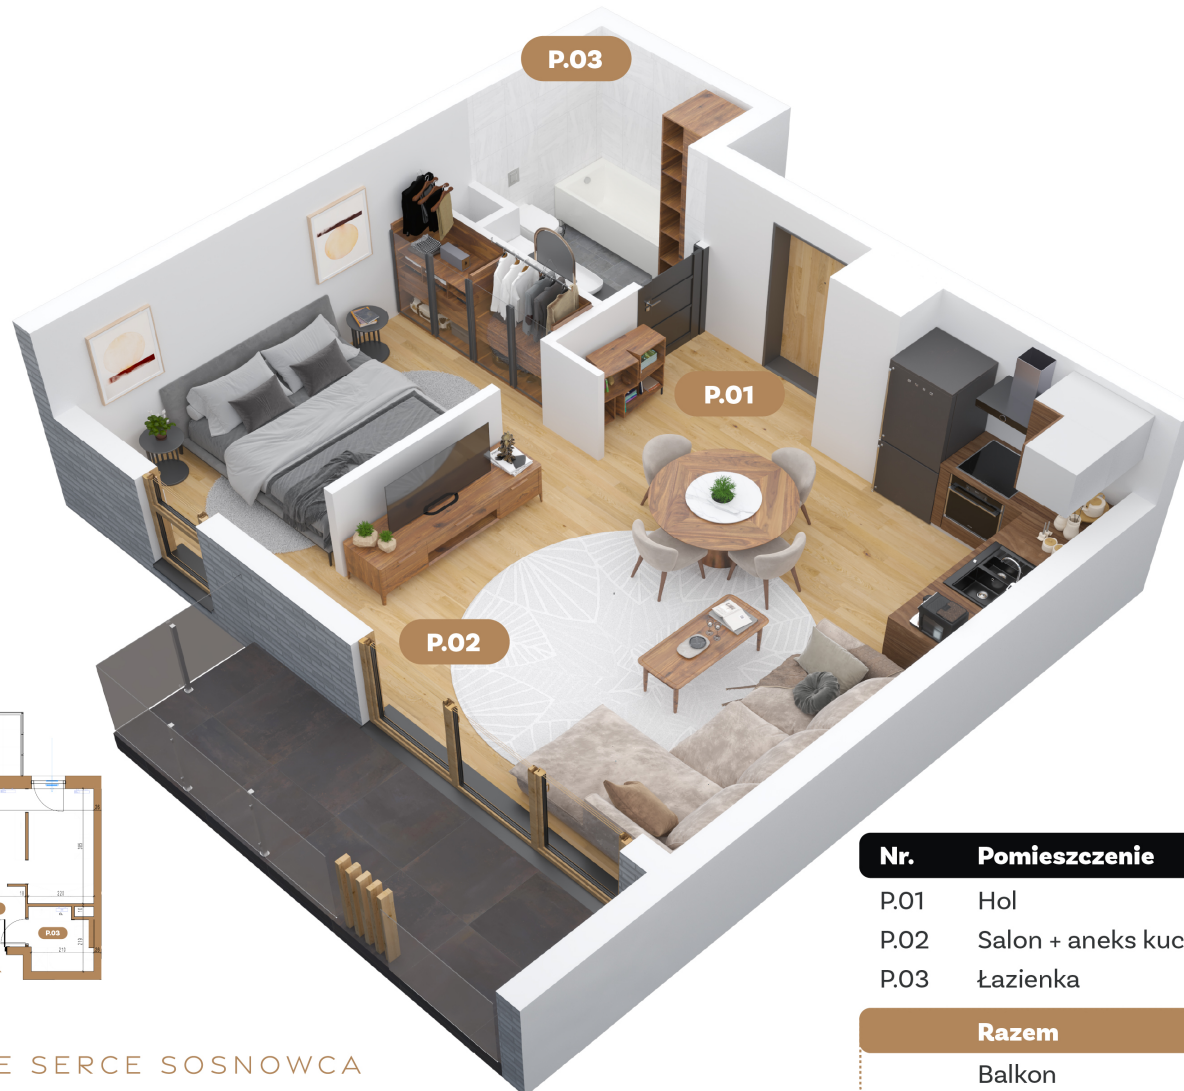 P.03
P.01
P.02
P.03
Nr. Pomieszczenie
P.01 Hol
P.02 Salon + aneks kuc
P.03 Łazienka
Razem
Balkon
E SERCE SOSNOWCA